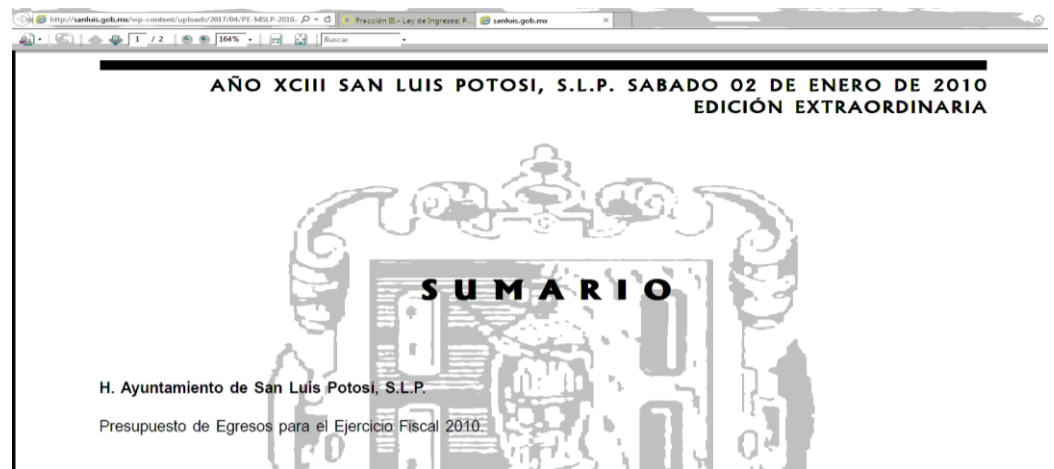 http://sanluis.gob.mx/wp-content/uploads/2017/04/PE-MSLP-2010.
Fracción III.- Ley de Ingresos; P...
sanluis.gob.mx
1 / 2
164%
Buscar
AÑO XCIII SAN LUIS POTOSI, S.L.P. SABADO 02 DE ENERO DE 2010
EDICIÓN EXTRAORDINARIA
SUMARIO
H. Ayuntamiento de San Luis Potosí, S.L.P.
Presupuesto de Egresos para el Ejercicio Fiscal 2010.